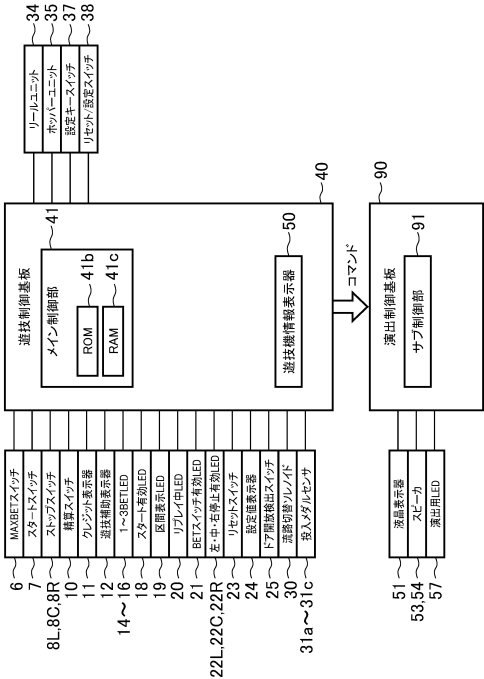 リールユニット 34
ホッパーユニット 35
設定キースイッチ 37
リセット/設定スイッチ 38
遊技制御基板 40
メイン制御部 41
ROM 41b
RAM 41c
遊技機情報表示器 50
コマンド
演出制御基板 90
サブ制御部 91
6 MAXBETスイッチ
7 スタートスイッチ
8L,8C,8R ストップスイッチ
10 精算スイッチ
11 クレジット表示器
12 遊技補助表示器
14～16 1～3BETLED
18 スタート有効LED
19 区間表示LED
20 リプレイ中LED
21 BETスイッチ有効LED
22L,22C,22R 左・中・右停止有効LED
23 リセットスイッチ
24 設定値表示器
25 ドア開放検出スイッチ
30 流路切替ソレノイド
31a～31c 投入メダルセンサ
51 液晶表示器
53,54 スピーカ
57 演出用LED